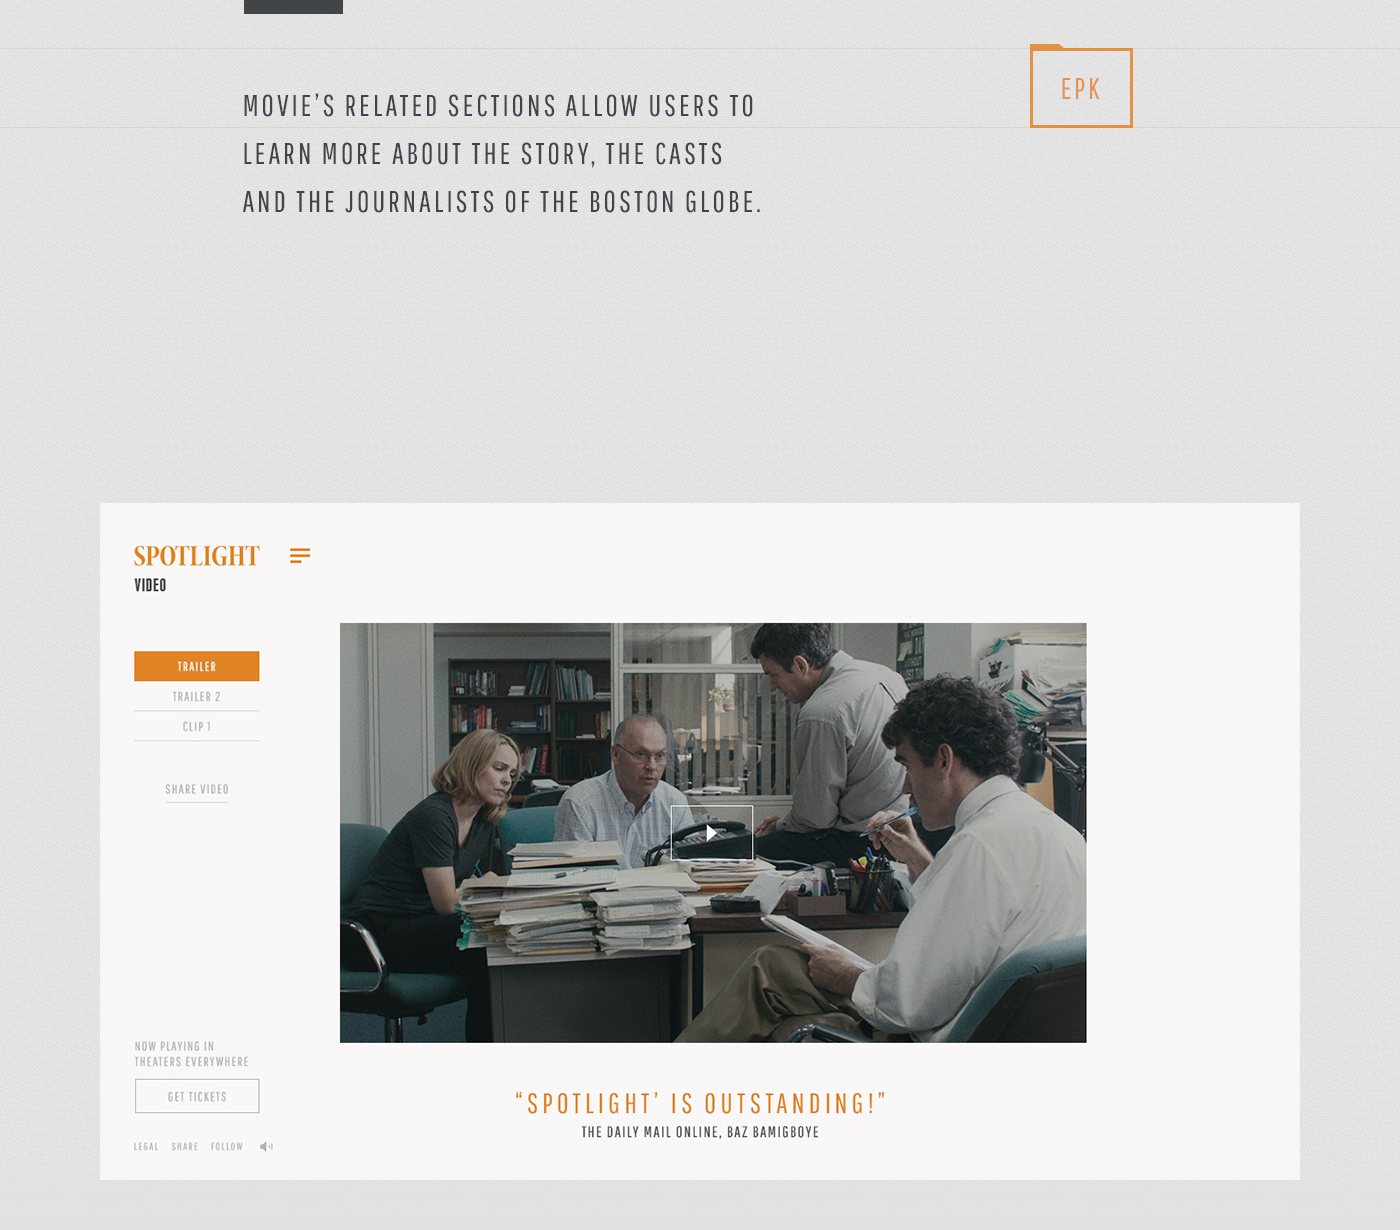 EPK
MOVIE’S RELATED SECTIONS ALLOW USERS TO
LEARN MORE ABOUT THE STORY, THE CASTS
AND THE JOURNALISTS OF THE BOSTON GLOBE.
SPOTLIGHT
VIDEO
TRAILER
TRAILER 2
CLIP 1
SHARE VIDEO
NOW PLAYING IN
THEATERS EVERYWHERE
GET TICKETS
LEGAL SHARE FOLLOW
“SPOTLIGHT’ IS OUTSTANDING!”
THE DAILY MAIL ONLINE, BAZ BAMIGBOYE